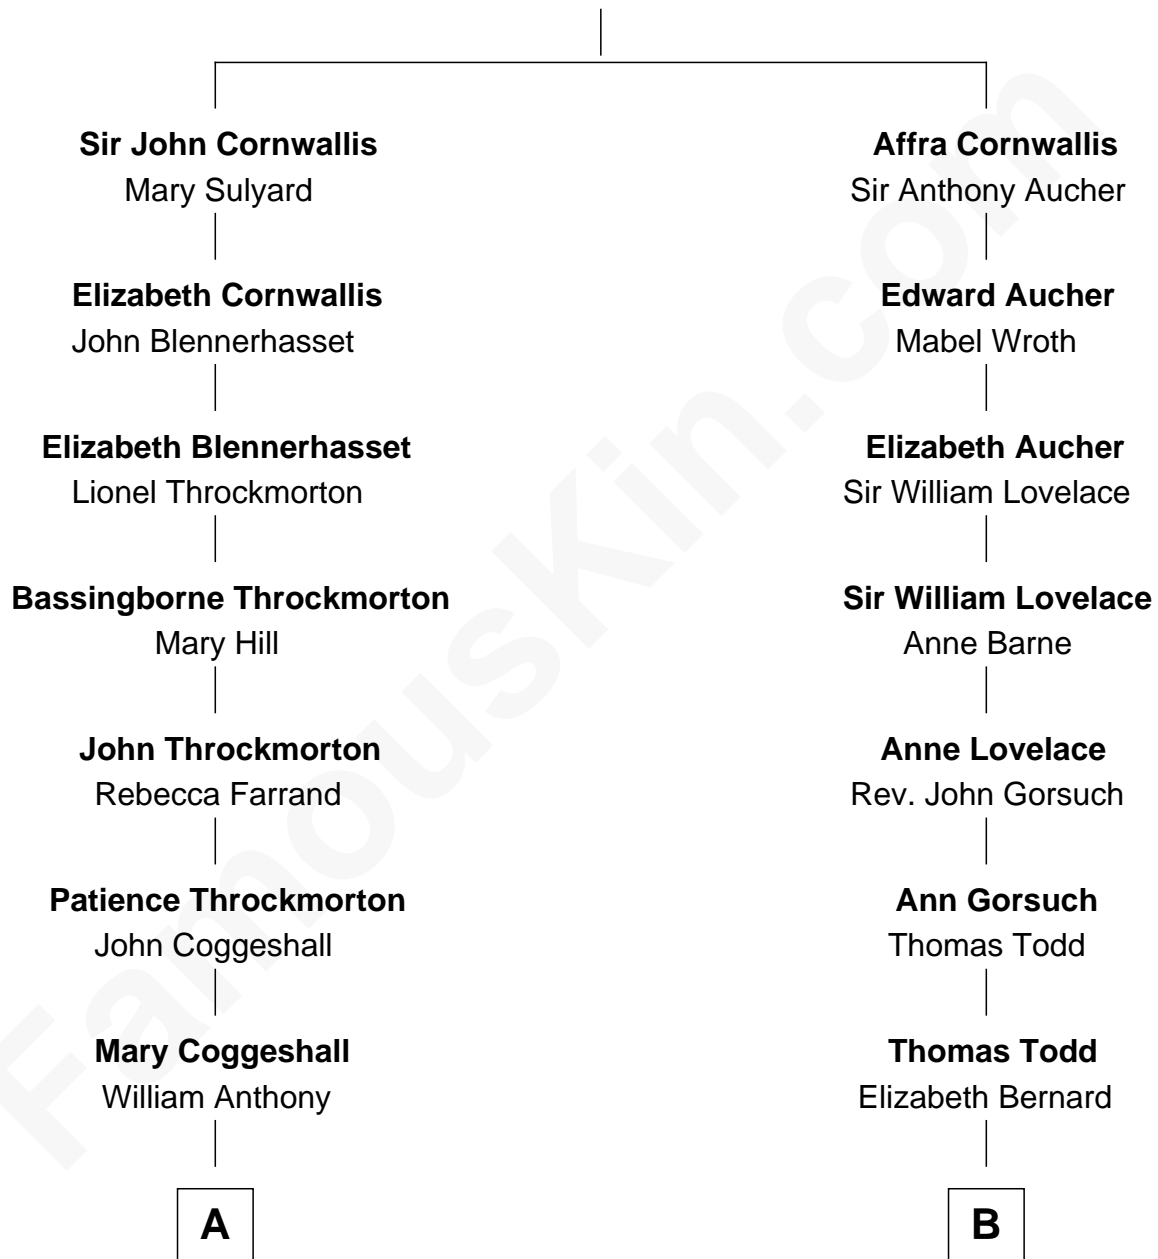 Sir John Cornwallis
Mary Sulyard
Elizabeth Cornwallis
John Blennerhasset
Elizabeth Blennerhasset
Lionel Throckmorton
Bassingborne Throckmorton
Mary Hill
John Throckmorton
Rebecca Farrand
Patience Throckmorton
John Coggeshall
Mary Coggeshall
William Anthony
A
Affra Cornwallis
Sir Anthony Aucher
Edward Aucher
Mabel Wroth
Elizabeth Aucher
Sir William Lovelace
Sir William Lovelace
Anne Barne
Anne Lovelace
Rev. John Gorsuch
Ann Gorsuch
Thomas Todd
Thomas Todd
Elizabeth Bernard
B
FamousKin.com